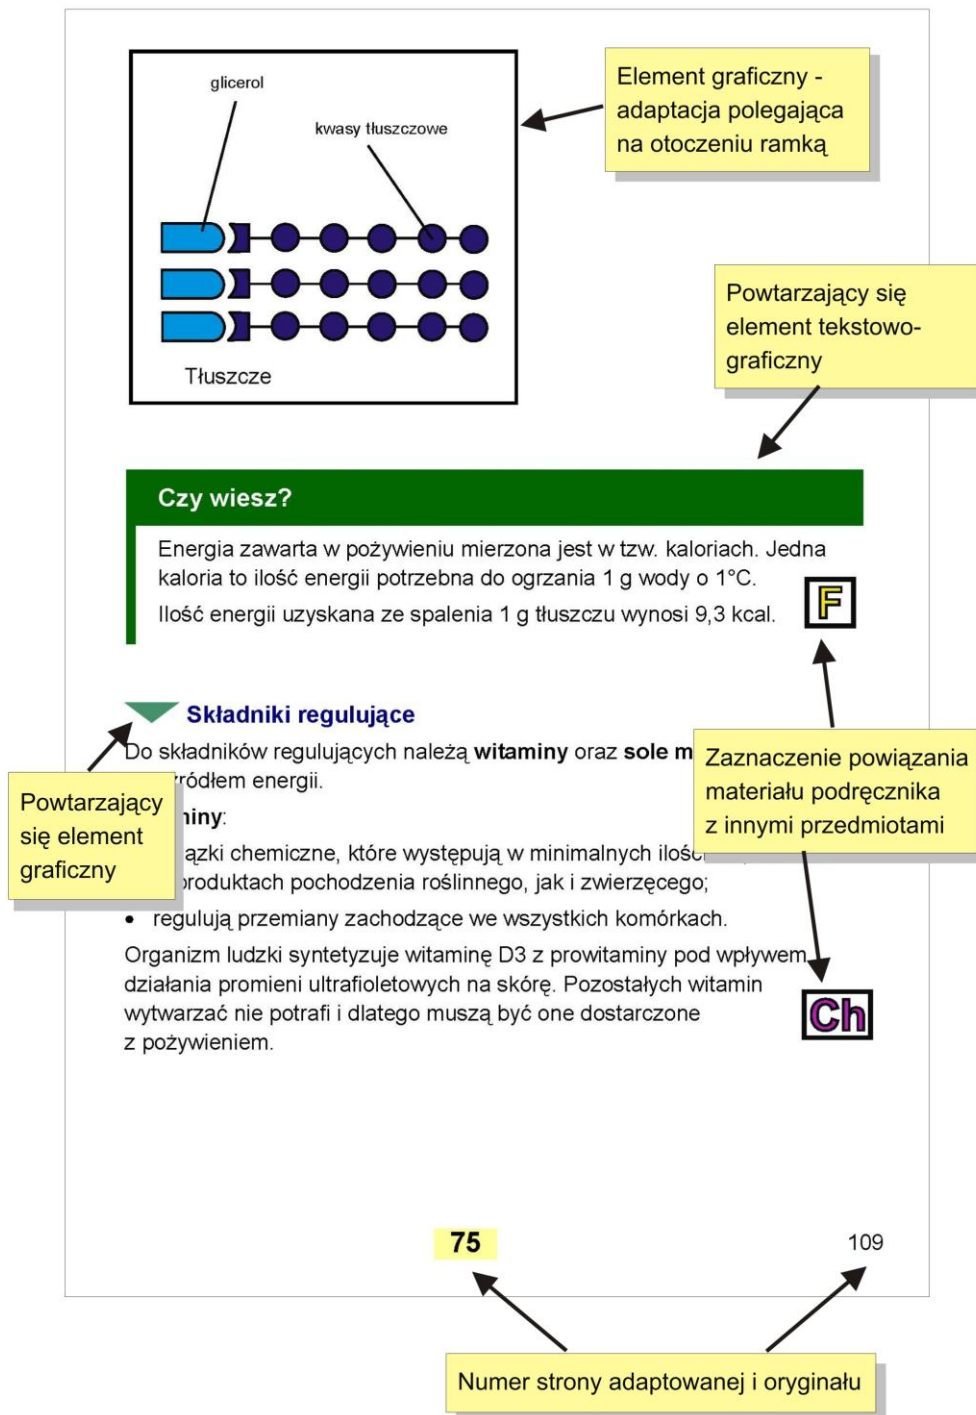 glicerol
kwasy tłuszczowe
Tłuszcze
Element graficzny -
adaptacja polegająca
na otoczeniu ramką
Powtarzający się
element tekstowo-
graficzny
Czy wiesz?
Energia zawarta w pożywieniu mierzona jest w tzw. kaloriach. Jedna
kaloria to ilość energii potrzebna do ogrzania 1 g wody o 1°C.
Ilość energii uzyskana ze spalenia 1 g tłuszczu wynosi 9,3 kcal.
F
Składniki regulujące
Do składników regulujących należą witaminy oraz sole m
źródłem energii.
iny:
ązki chemiczne, które występują w minimalnych ilośc
produktach pochodzenia roślinnego, jak i zwierzęcego;
• regulują przemiany zachodzące we wszystkich komórkach.
Organizm ludzki syntetyzuje witaminę D3 z prowitaminy pod wpływem
działania promieni ultrafioletowych na skórę. Pozostałych witamin
wytwarzać nie potrafi i dlatego muszą być one dostarczone
z pożywieniem.
Powtarzający
się element
graficzny
Zaznaczenie powiązania
materiału podręcznika
z innymi przedmiotami
Ch
75
109
Numer strony adaptowanej i oryginału